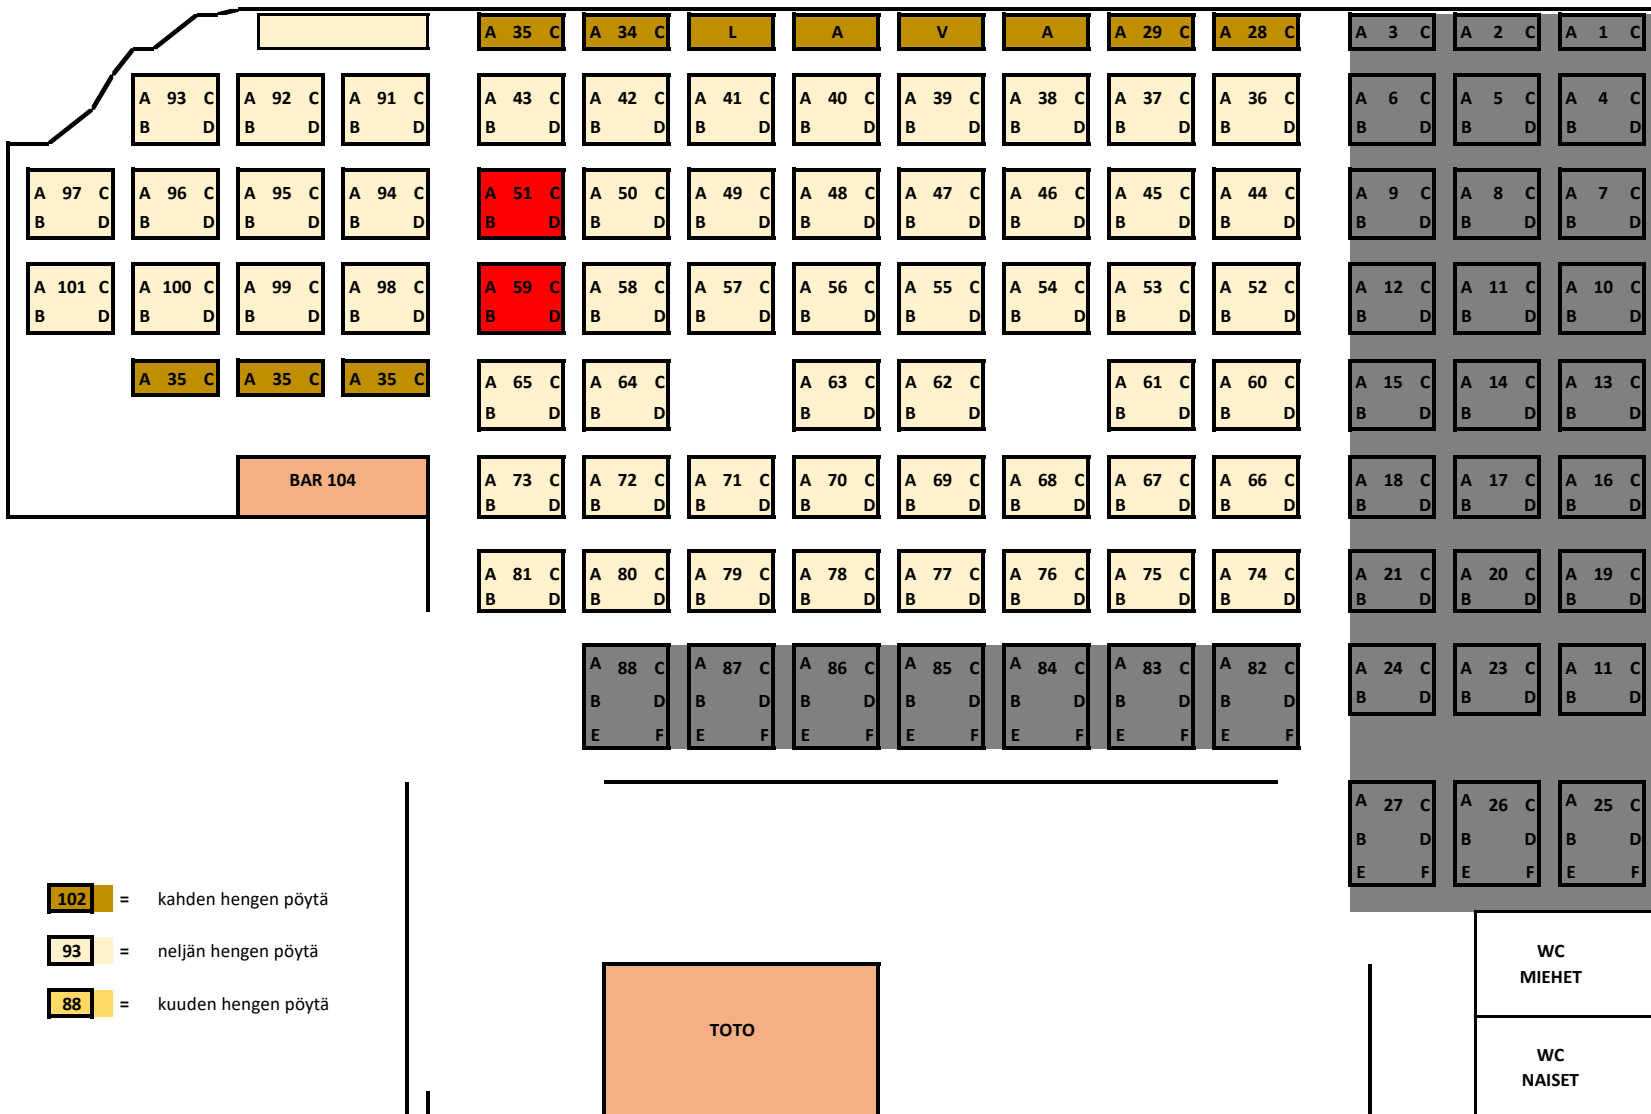 A 35 C A 34 C L A V A A 29 C A 28 C A 3 C A 2 C A 1 C
A 93 C A 92 C A 91 C A 43 C A 42 C A 41 C A 40 C A 39 C A 38 C A 37 C A 36 C A 6 C A 5 C A 4 C
B D B D B D B D B D B D B D B D B D B D B D B D B D B D
A 97 C A 96 C A 95 C A 94 C A 51 C A 50 C A 49 C A 48 C A 47 C A 46 C A 45 C A 44 C A 9 C A 8 C A 7 C
B D B D B D B D B D B D B D B D B D B D B D B D B D B D B D
A 101 C A 100 C A 99 C A 98 C A 59 C A 58 C A 57 C A 56 C A 55 C A 54 C A 53 C A 52 C A 12 C A 11 C A 10 C
B D B D B D B D B D B D B D B D B D B D B D B D B D B D B D
A 35 C A 35 C A 35 C A 65 C A 64 C A 63 C A 62 C A 61 C A 60 C A 15 C A 14 C A 13 C
B D B D B D B D B D B D B D B D B D
BAR 104 A 73 C A 72 C A 71 C A 70 C A 69 C A 68 C A 67 C A 66 C A 18 C A 17 C A 16 C
B D B D B D B D B D B D B D B D B D B D B D
A 81 C A 80 C A 79 C A 78 C A 77 C A 76 C A 75 C A 74 C A 21 C A 20 C A 19 C
B D B D B D B D B D B D B D B D B D B D B D
A 88 C A 87 C A 86 C A 85 C A 84 C A 83 C A 82 C A 24 C A 23 C A 11 C
B D B D B D B D B D B D B D B D B D B D
E F E F E F E F E F E F E F
A 27 C A 26 C A 25 C
B D B D B D
E F E F E F
102 = kahden hengen pöytä
93 = neljän hengen pöytä
88 = kuuden hengen pöytä
WC
MIEHET
TOTO
WC
NAISET